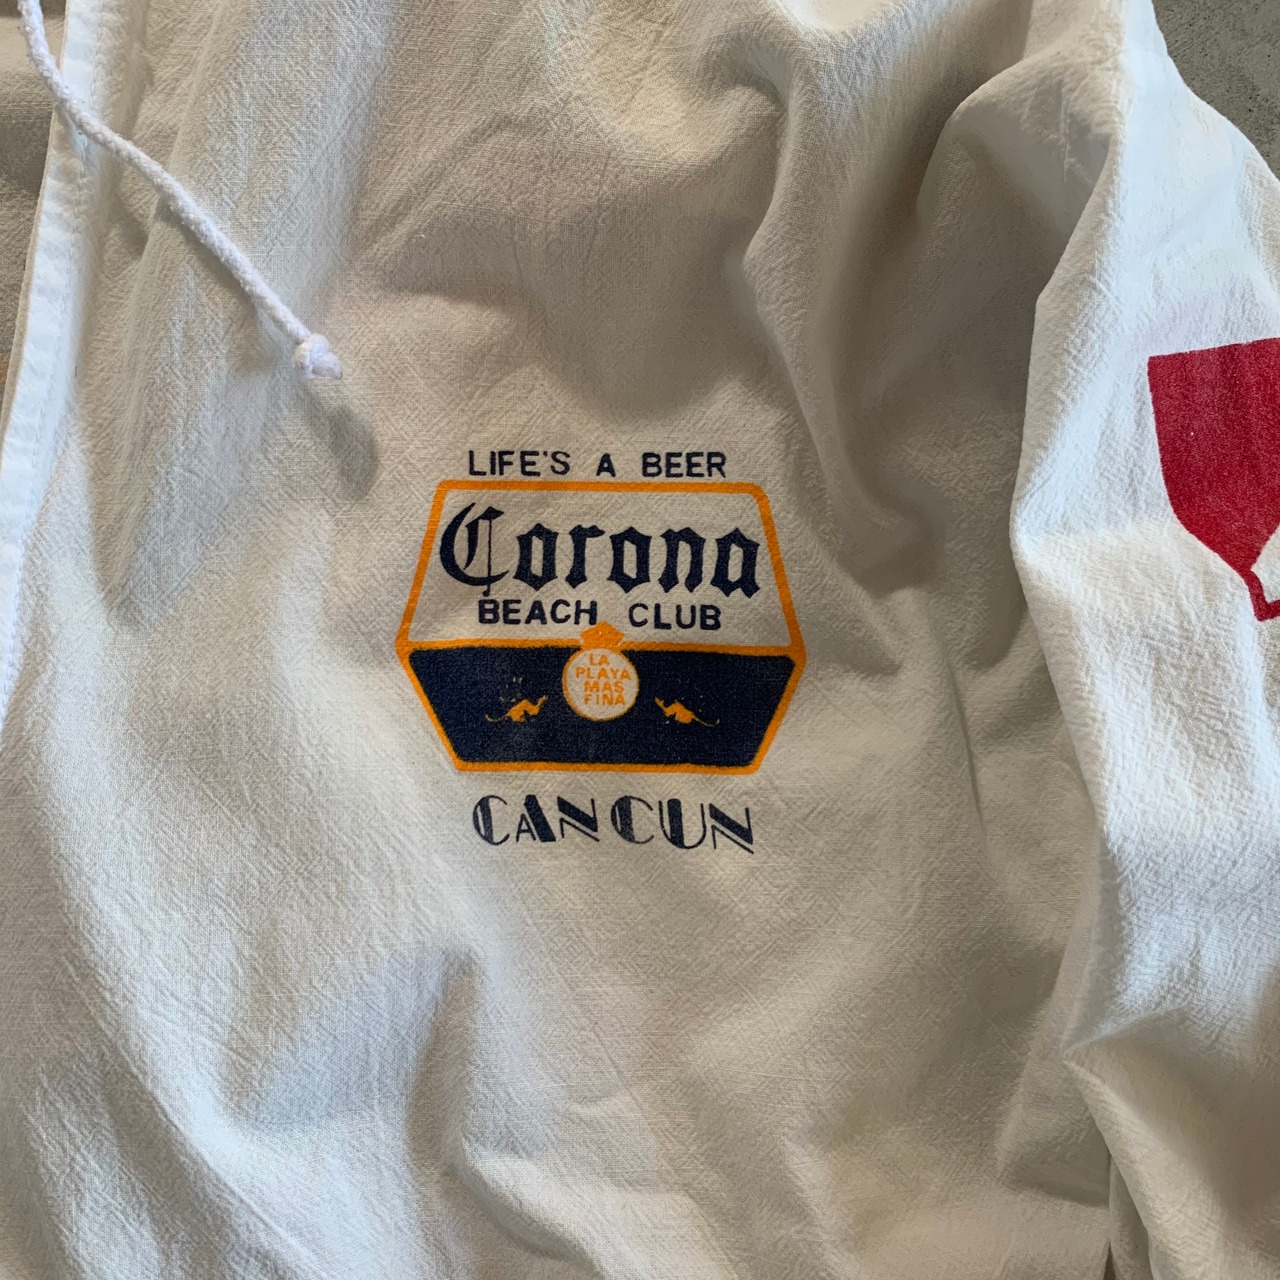 LIFE'S A BEER
Corona
BEACH CLUB
LA
PLAYA
MAS
FINA
CANCUN